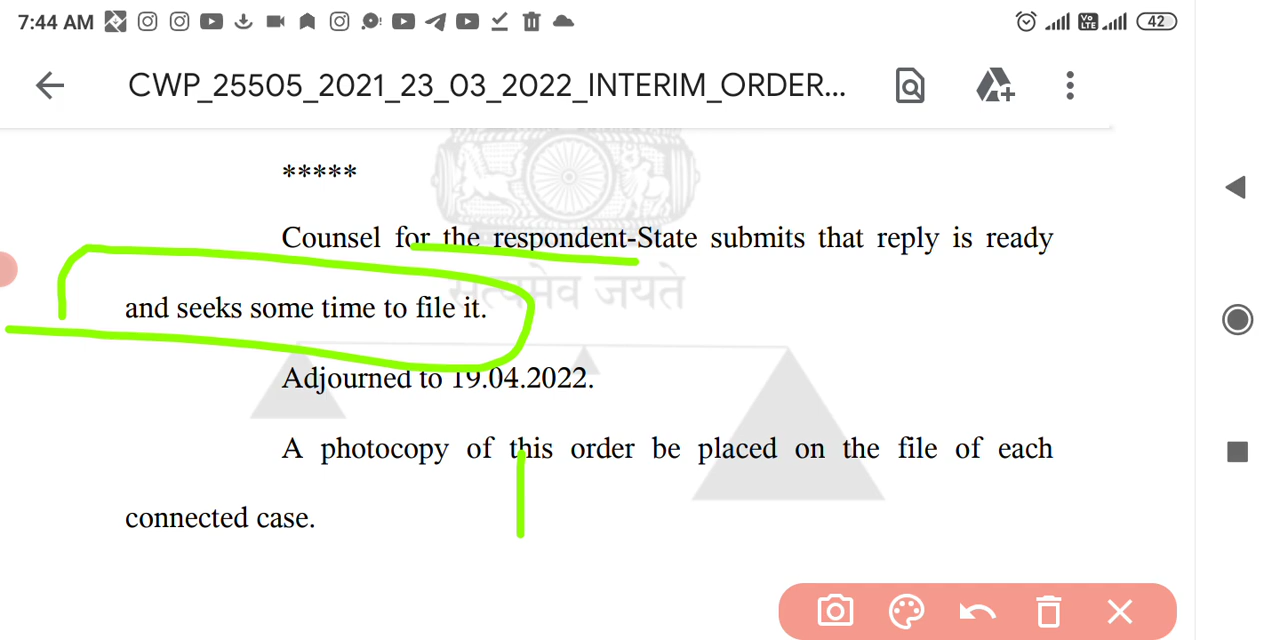 7:44 AM
Vo LTE
42
CWP_25505_2021_23_03_2022_INTERIM_ORDER...
*****
Counsel for the respondent-State submits that reply is ready
सत्यमेव जयते
and seeks some time to file it.
Adjourned to 19.04.2022.
A photocopy of this order be placed on the file of each
connected case.